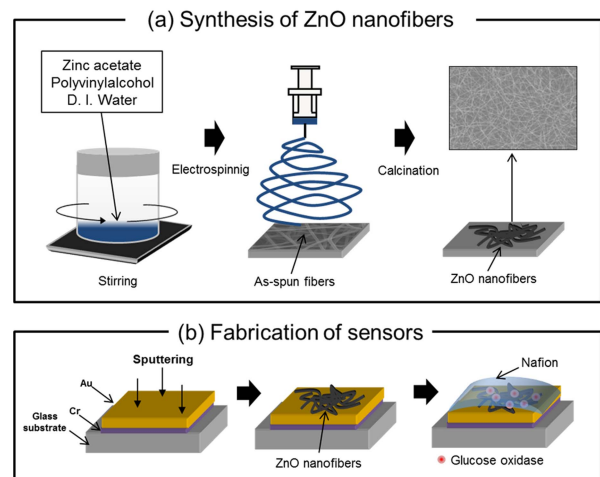 (a) Synthesis of ZnO nanofibers
Zinc acetate
Polyvinylalcohol
D. I. Water
Electrospinnig
Calcination
Stirring
As-spun fibers
ZnO nanofibers
(b) Fabrication of sensors
Sputtering
Au
Cr
Glass
substrate
ZnO nanofibers
Nafion
Glucose oxidase